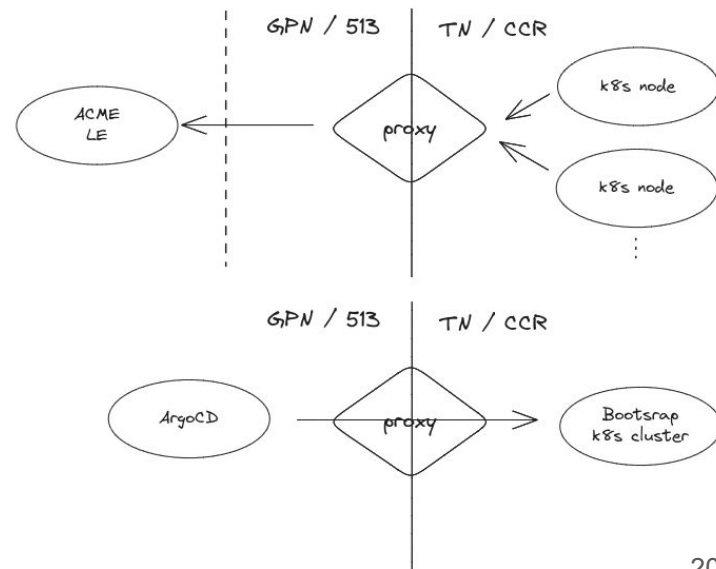 GPN / 513
TN / CCR
ACME
LE
proxy
k8s node
k8s node
GPN / 513
TN / CCR
ArgoCD
proxy
Bootsrap
k8s cluster
20